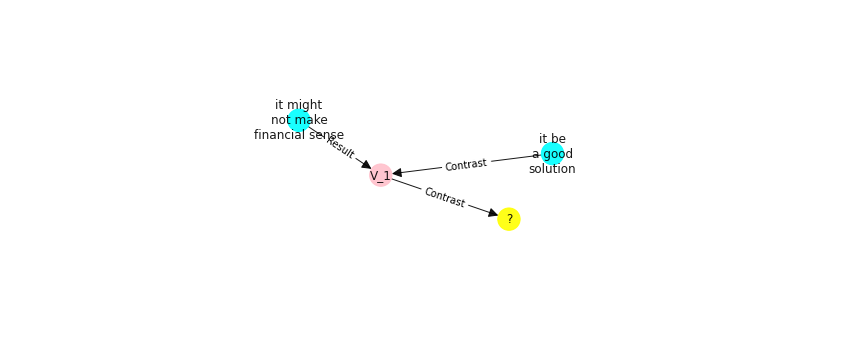 it might
not make
financial sense
Result
V_1
it be
a good
solution
Contrast
Contrast
?